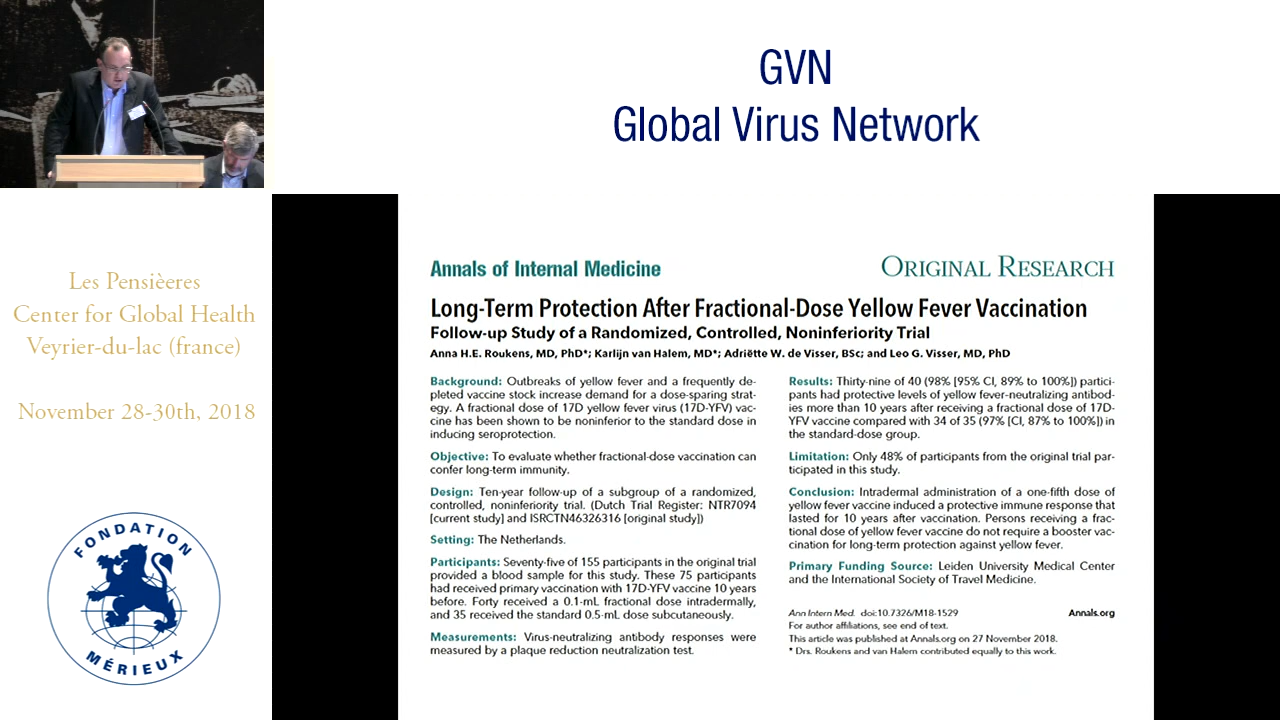 GVN
Global Virus Network
Les Pensièeres
Center for Global Health
Veyrier-du-lac (france)
November 28-30th, 2018
FONDATION
MÉRIEUX
Annals of Internal Medicine
ORIGINAL RESEARCH
Long-Term Protection After Fractional-Dose Yellow Fever Vaccination
Follow-up Study of a Randomized, Controlled, Noninferiority Trial
Anna H.E. Roukens, MD, PhD*; Karlijn van Halem, MD*; Adriëtte W. de Visser, BSc; and Leo G. Visser, MD, PhD
Background: Outbreaks of yellow fever and a frequently de-
pleted vaccine stock increase demand for a dose-sparing strat-
egy. A fractional dose of 17D yellow fever virus (17D-YFV) vac-
cine has been shown to be noninferior to the standard dose in
inducing seroprotection.
Objective: To evaluate whether fractional-dose vaccination can
confer long-term immunity.
Design: Ten-year follow-up of a subgroup of a randomized,
controlled, noninferiority trial. (Dutch Trial Register: NTR7094
[current study] and ISRCTN46326316 [original study])
Setting: The Netherlands.
Participants: Seventy-five of 155 participants in the original trial
provided a blood sample for this study. These 75 participants
had received primary vaccination with 17D-YFV vaccine 10 years
before. Forty received a 0.1-mL fractional dose intradermally,
and 35 received the standard 0.5-mL dose subcutaneously.
Measurements: Virus-neutralizing antibody responses were
measured by a plaque reduction neutralization test.
Results: Thirty-nine of 40 (98% [95% CI, 89% to 100%]) partici-
pants had protective levels of yellow fever-neutralizing antibod-
ies more than 10 years after receiving a fractional dose of 17D-
YFV vaccine compared with 34 of 35 (97% [CI, 87% to 100%]) in
the standard-dose group.
Limitation: Only 48% of participants from the original trial par-
ticipated in this study.
Conclusion: Intradermal administration of a one-fifth dose of
yellow fever vaccine induced a protective immune response that
lasted for 10 years after vaccination. Persons receiving a frac-
tional dose of yellow fever vaccine do not require a booster vac-
cination for long-term protection against yellow fever.
Primary Funding Source: Leiden University Medical Center
and the International Society of Travel Medicine.
Ann Intern Med. doi:10.7326/M18-1529
Annals.org
For author affiliations, see end of text.
This article was published at Annals.org on 27 November 2018.
* Drs. Roukens and van Halem contributed equally to this work.